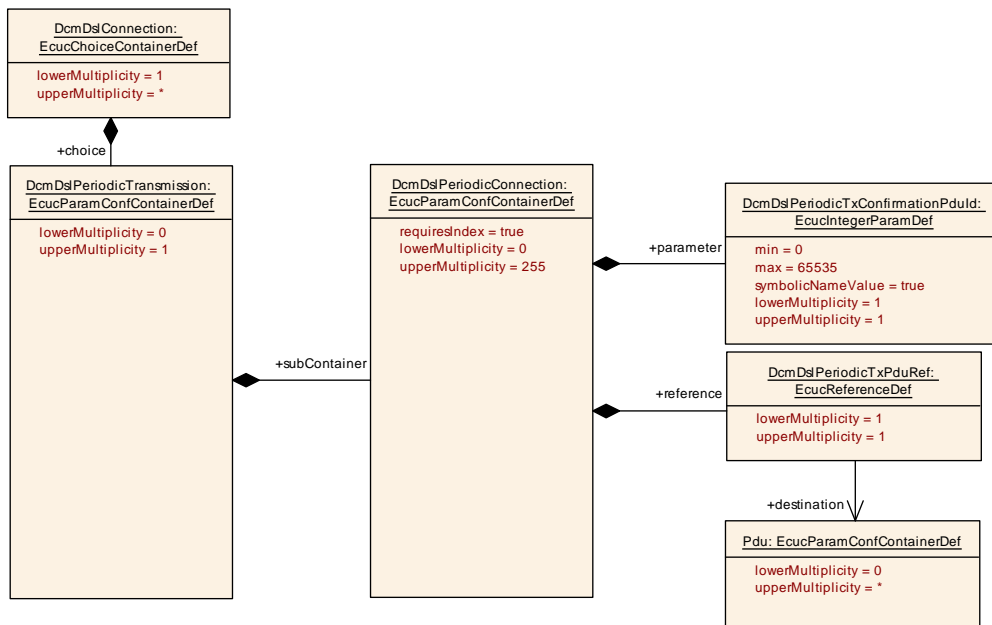 DcmDslConnection:
EcucChoiceContainerDef
lowerMultiplicity = 1
upperMultiplicity = *
+choice
DcmDslPeriodicTransmission:
EcucParamConfContainerDef
lowerMultiplicity = 0
upperMultiplicity = 1
+subContainer
DcmDslPeriodicConnection:
EcucParamConfContainerDef
requiresIndex = true
lowerMultiplicity = 0
upperMultiplicity = 255
+parameter
DcmDslPeriodicTxConfirmationPduId:
EcucIntegerParamDef
min = 0
max = 65535
symbolicNameValue = true
lowerMultiplicity = 1
upperMultiplicity = 1
+reference
DcmDslPeriodicTxPduRef:
EcucReferenceDef
lowerMultiplicity = 1
upperMultiplicity = 1
+destination
Pdu: EcucParamConfContainerDef
lowerMultiplicity = 0
upperMultiplicity = *